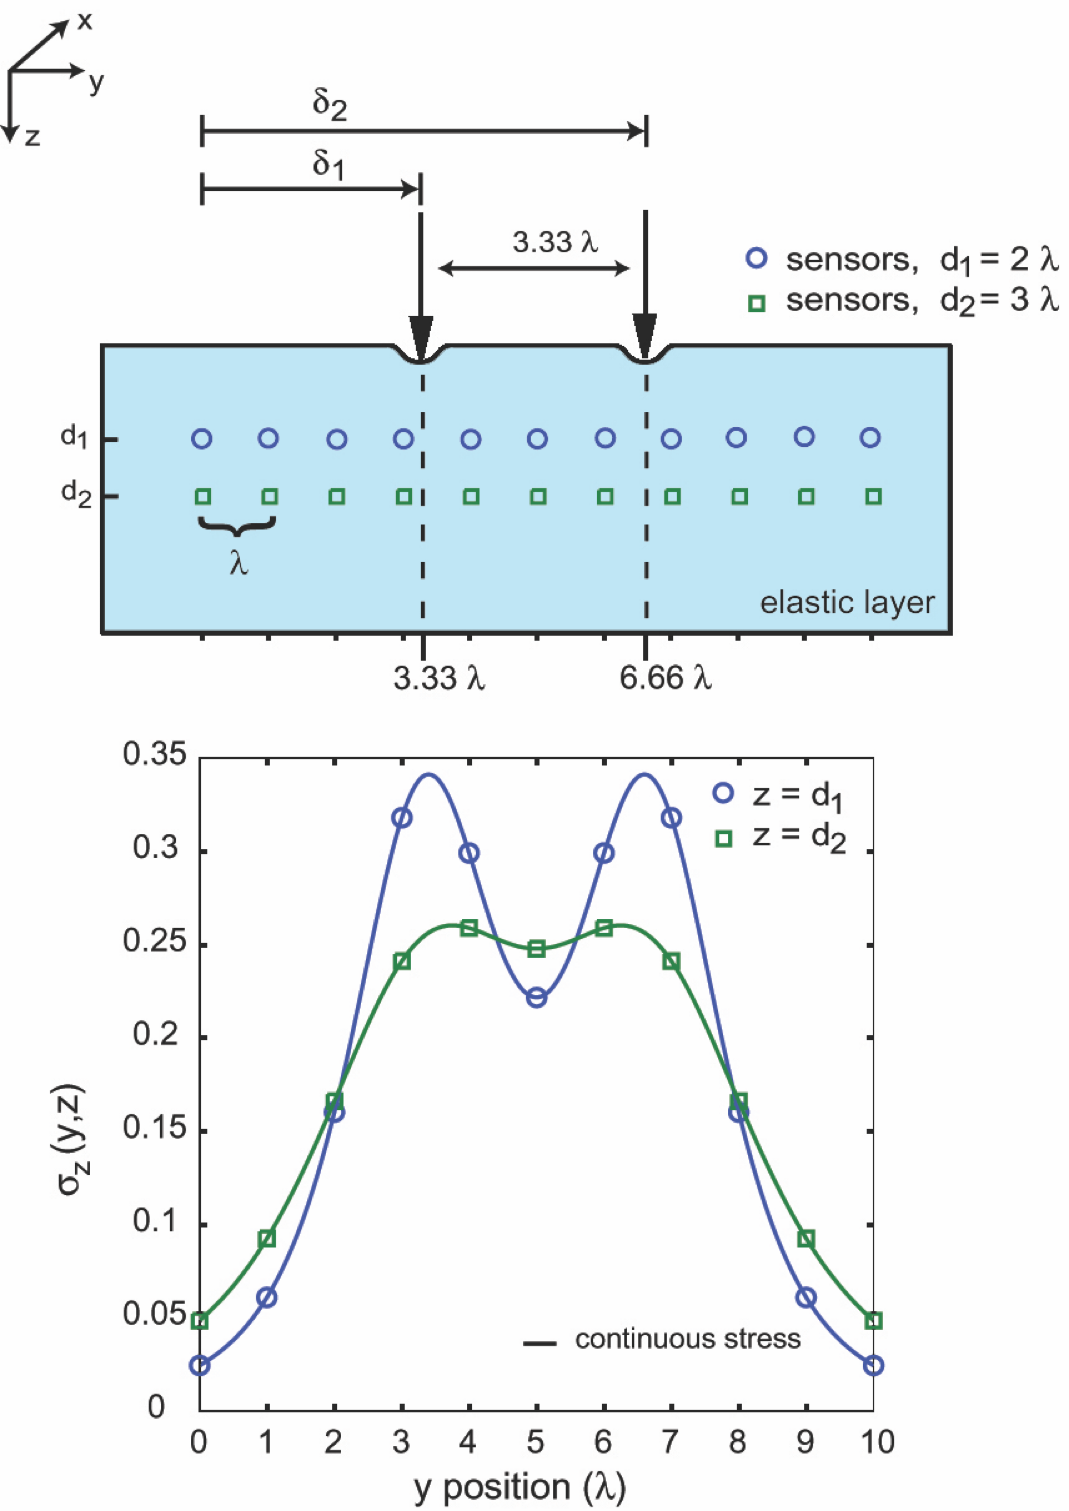 x
y
z
δ2
δ1
3.33 λ
sensors, d1 = 2 λ
sensors, d2 = 3 λ
d1
d2
λ
elastic layer
3.33 λ
6.66 λ
0.35
0.3
0.25
0.2
0.15
0.1
0.05
0
σz (y,z)
z = d1
z = d2
continuous stress
0 1 2 3 4 5 6 7 8 9 10
y position (λ)